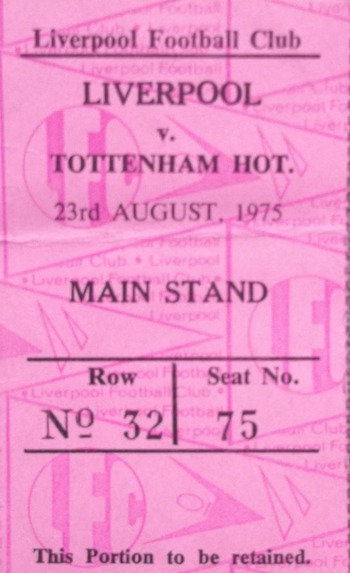 Liverpool Football Club
LIVERPOOL
v.
TOTTENHAM HOT.
23rd AUGUST, 1975
MAIN STAND
Row Seat No.
Nº 32 75
This Portion to be retained.